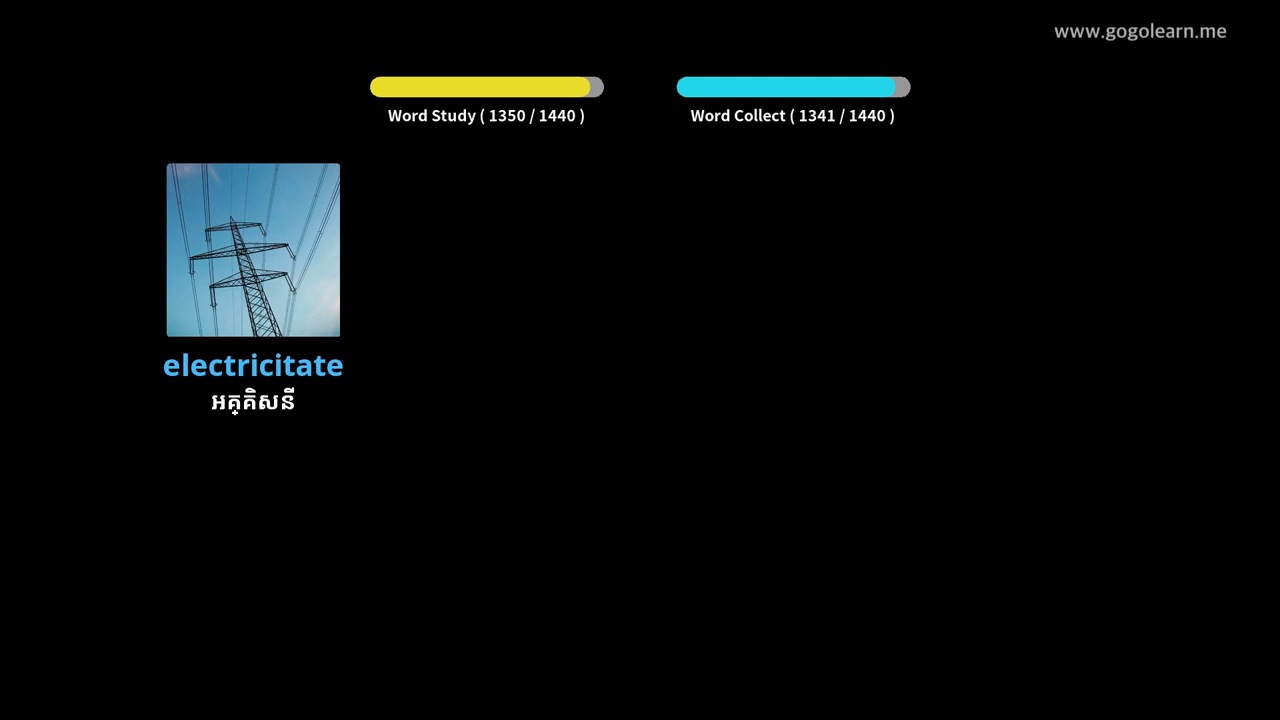 www.gogolearn.me
Word Study ( 1350 / 1440 )
Word Collect ( 1341 / 1440 )
electricitate
អគ្គិសនី